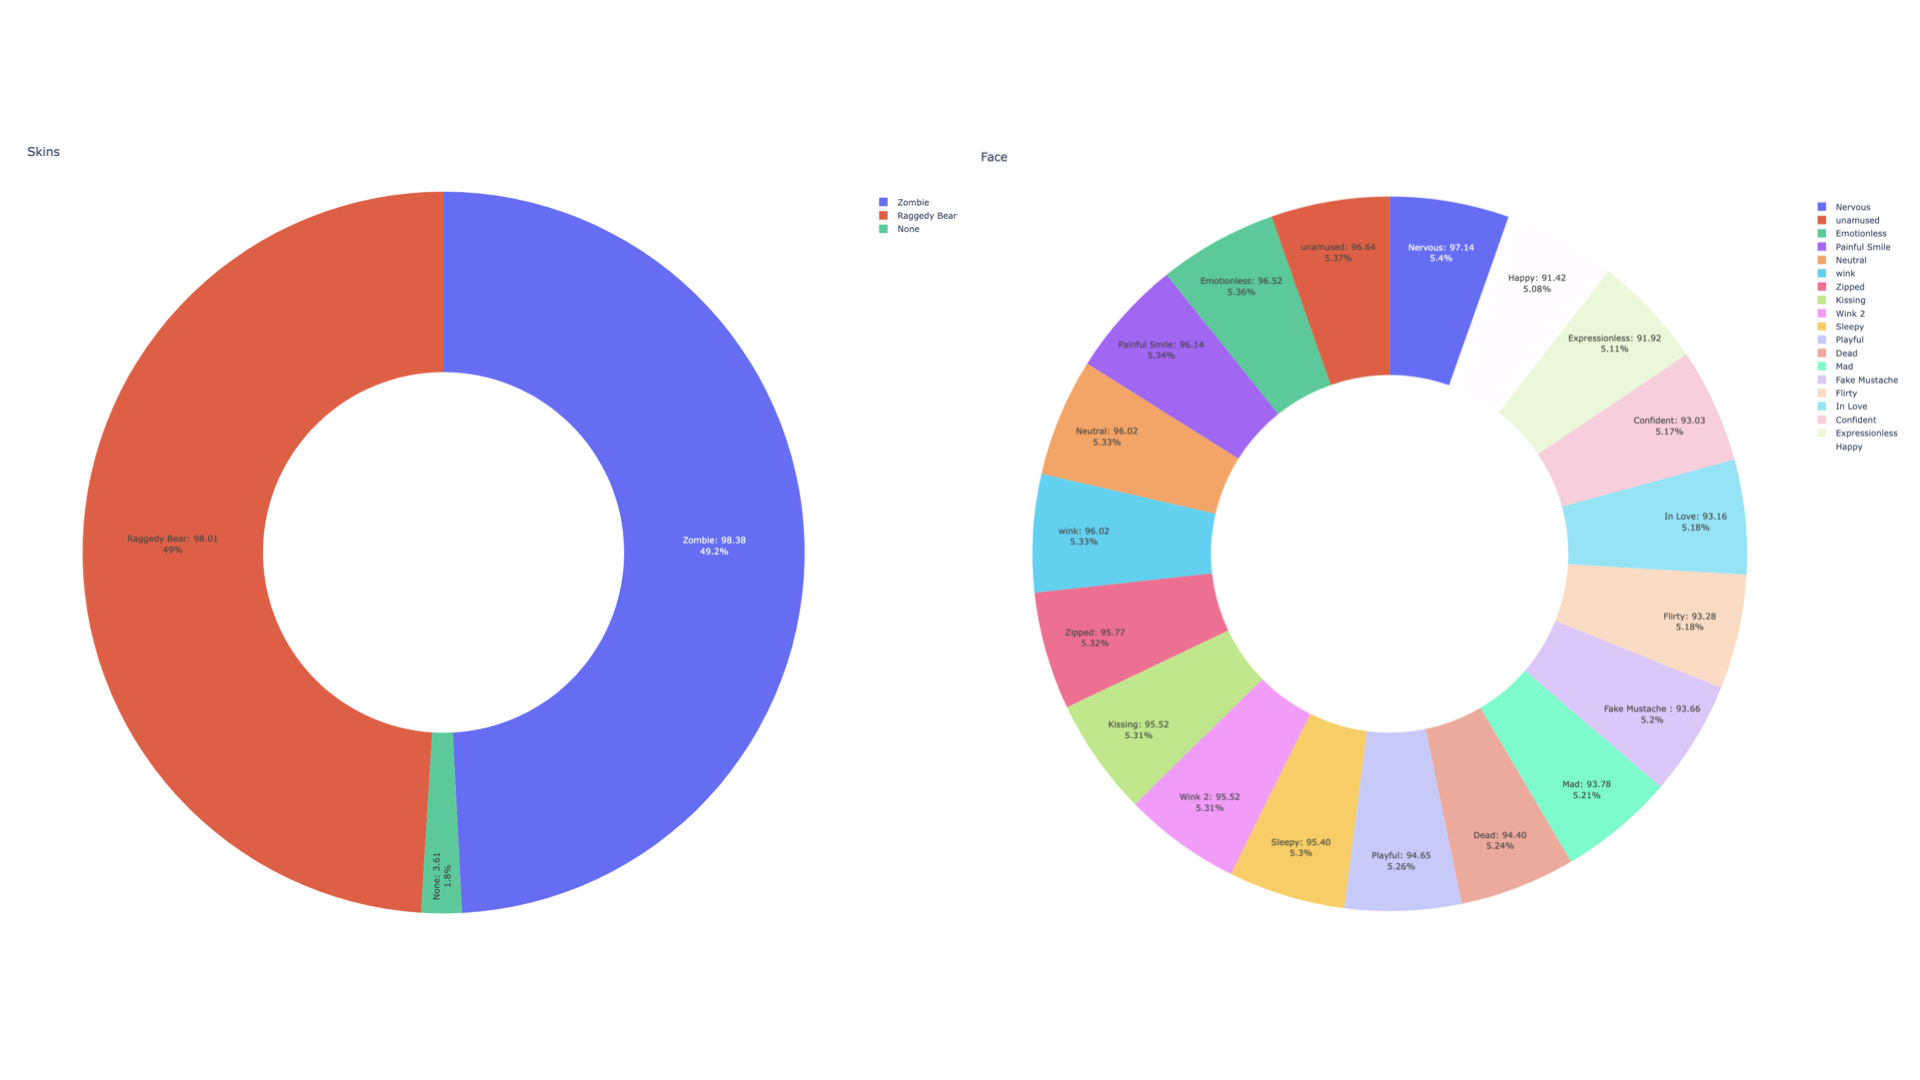 Skins
Zombie
Raggedy Bear
None
Raggedy Bear: 98.01
49%
Zombie: 98.38
49.2%
None: 3.61
1.8%
Face
Nervous
unamused
Emotionless
Painful Smile
Neutral
wink
Zipped
Kissing
Wink 2
Sleepy
Playful
Dead
Mad
Fake Mustache
Flirty
In Love
Confident
Expressionless
Happy
unamused: 96.64
5.37%
Nervous: 97.14
5.4%
Emotionless: 96.52
5.36%
Happy: 91.42
5.08%
Painful Smile: 96.14
5.34%
Expressionless: 91.92
5.11%
Neutral: 96.02
5.33%
Confident: 93.03
5.17%
wink: 96.02
5.33%
In Love: 93.16
5.18%
Zipped: 95.77
5.32%
Flirty: 93.28
5.18%
Kissing: 95.52
5.31%
Fake Mustache : 93.66
5.2%
Wink 2: 95.52
5.31%
Mad: 93.78
5.21%
Sleepy: 95.40
5.3%
Playful: 94.65
5.26%
Dead: 94.40
5.24%